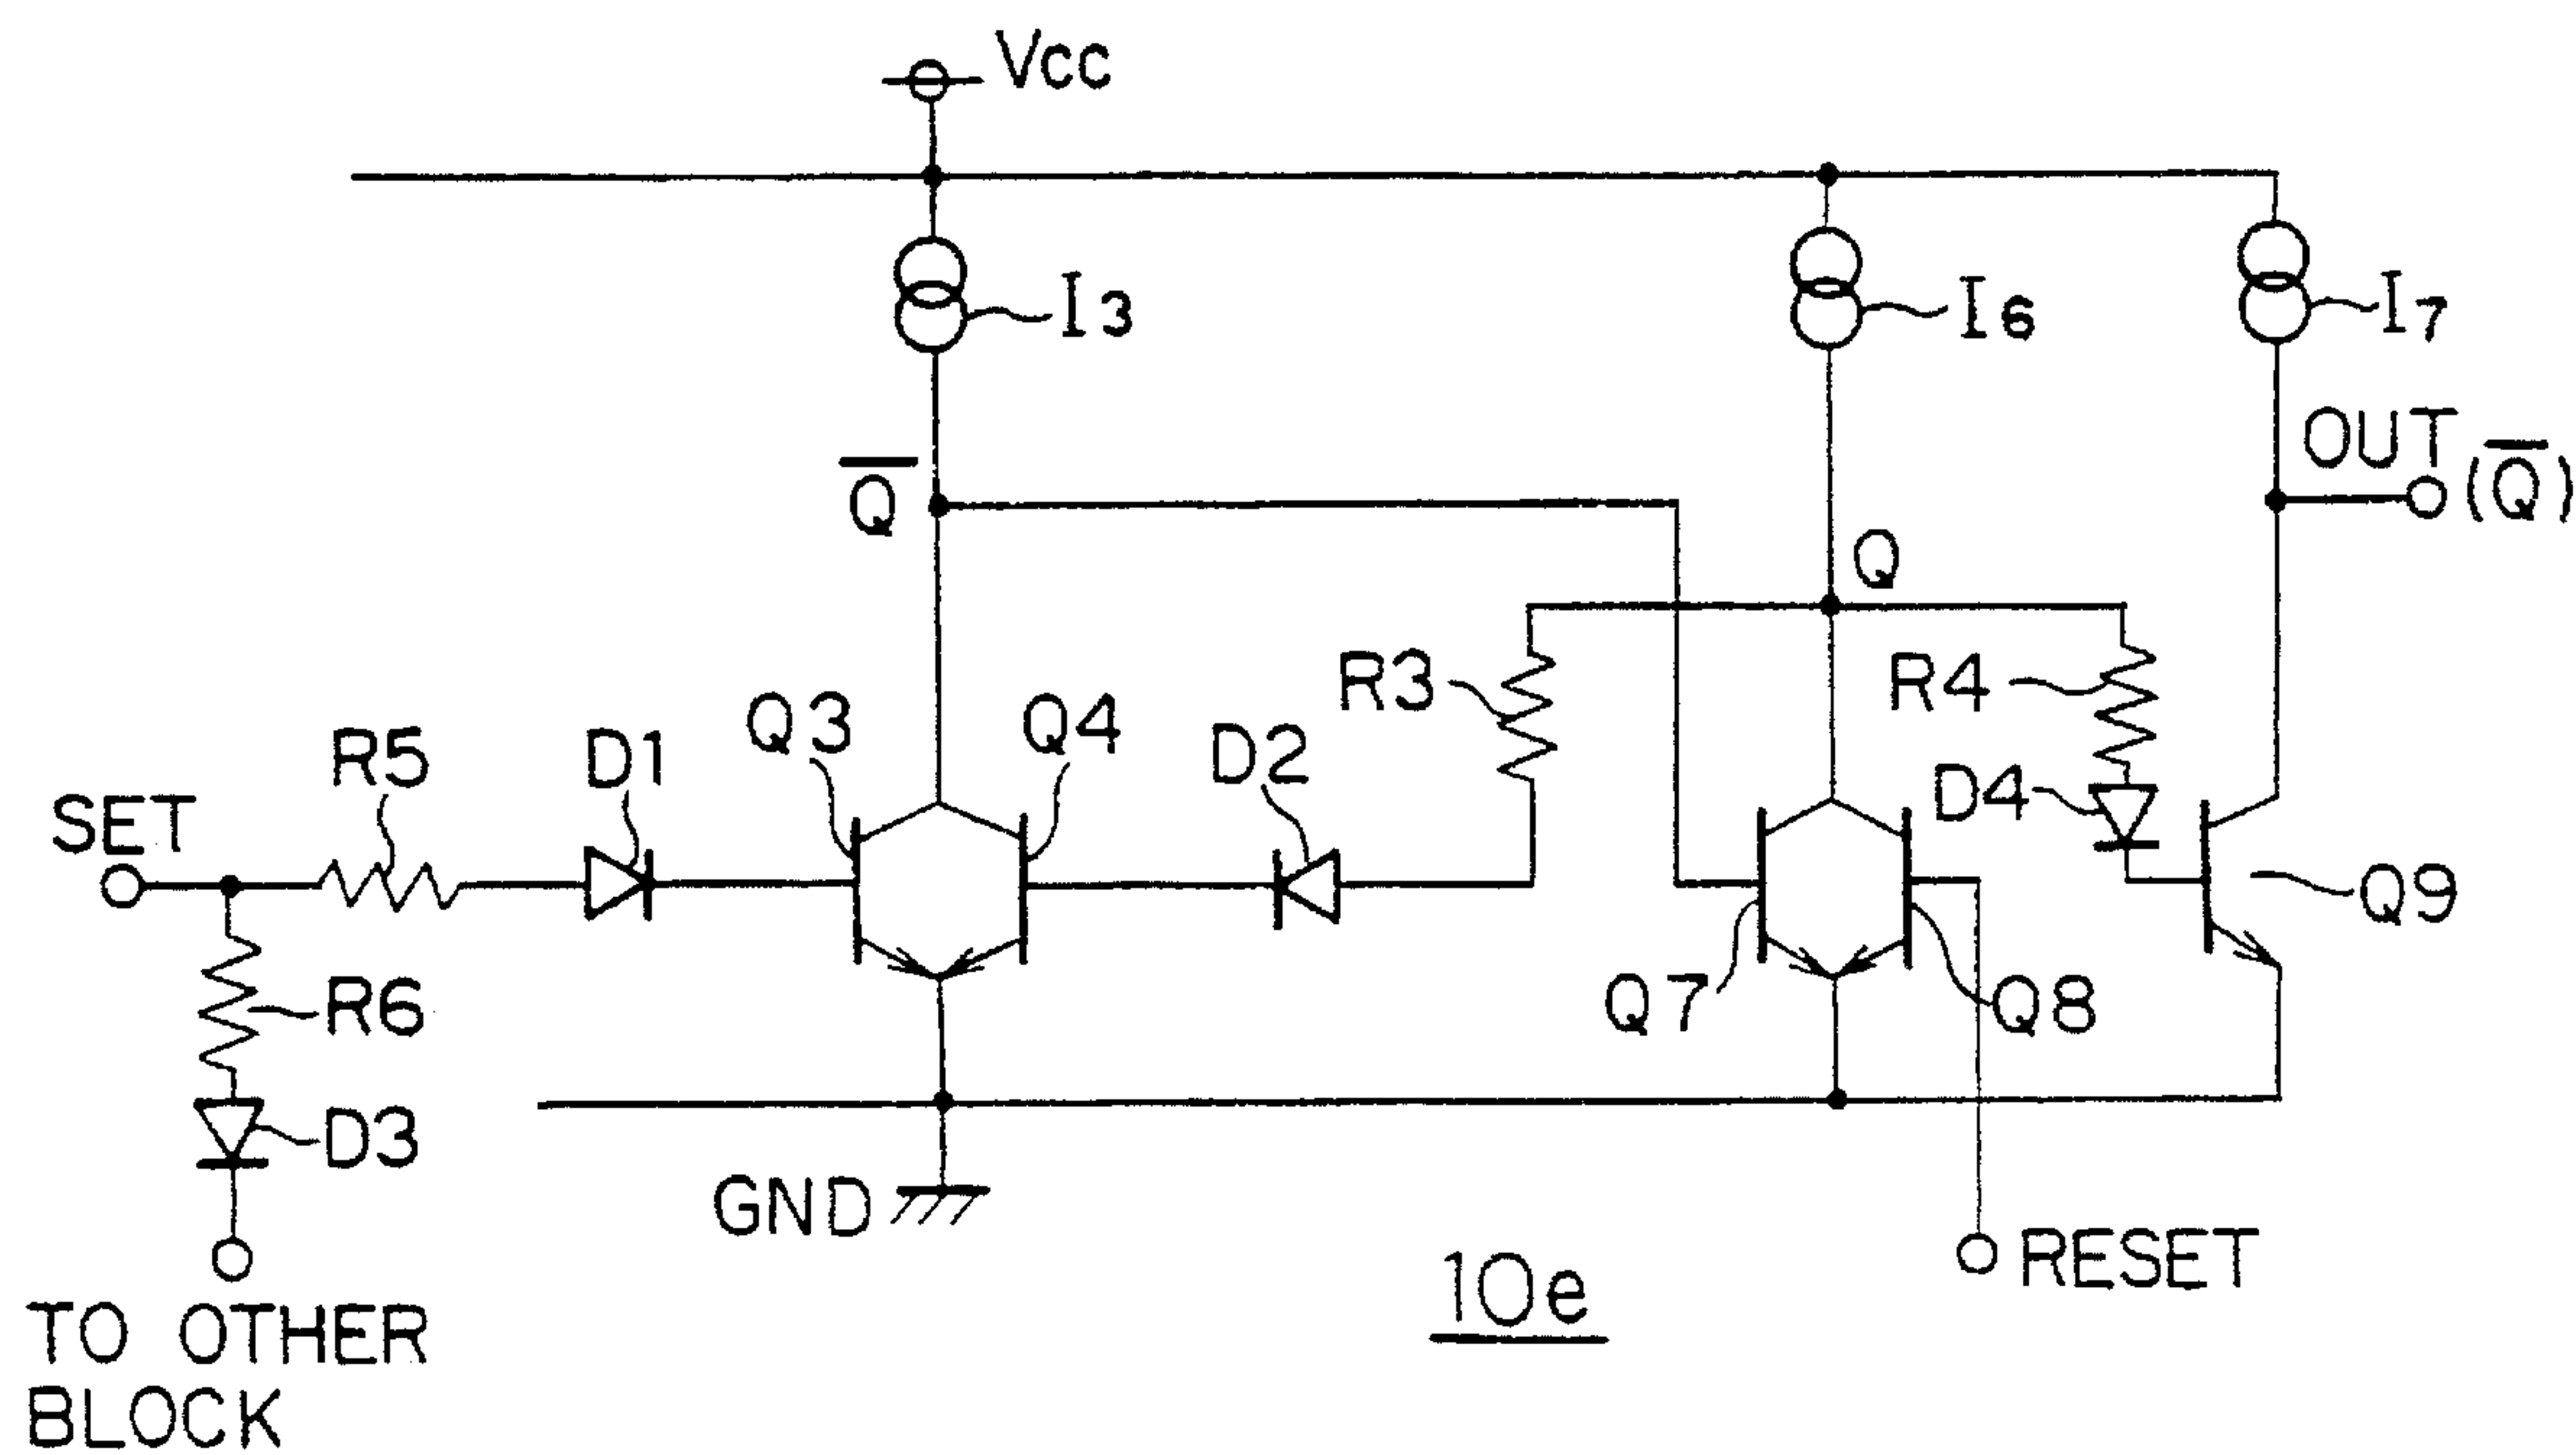 Vcc
I3
I6
I7
OUT
(Q̅)
Q̅
Q
R3
R4
Q3
Q4
D2
R5
D1
D4
SET
Q9
R6
Q7
Q8
D3
GND
RESET
10e
TO OTHER
BLOCK